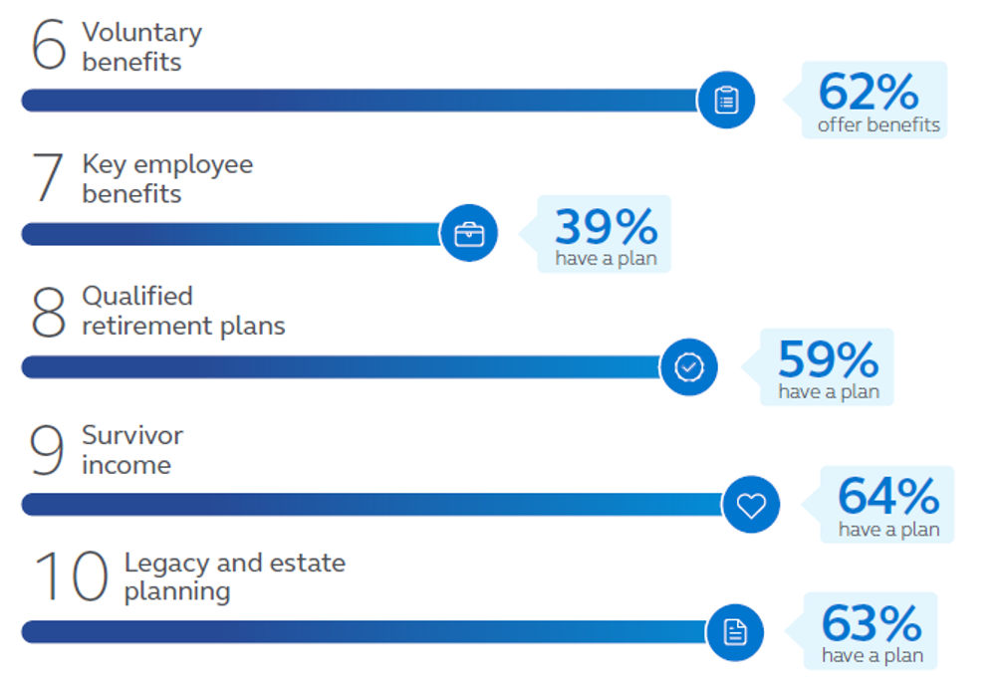 6 Voluntary
benefits
62%
offer benefits
7 Key employee
benefits
39%
have a plan
8 Qualified
retirement plans
59%
have a plan
9 Survivor
income
64%
have a plan
10 Legacy and estate
planning
63%
have a plan